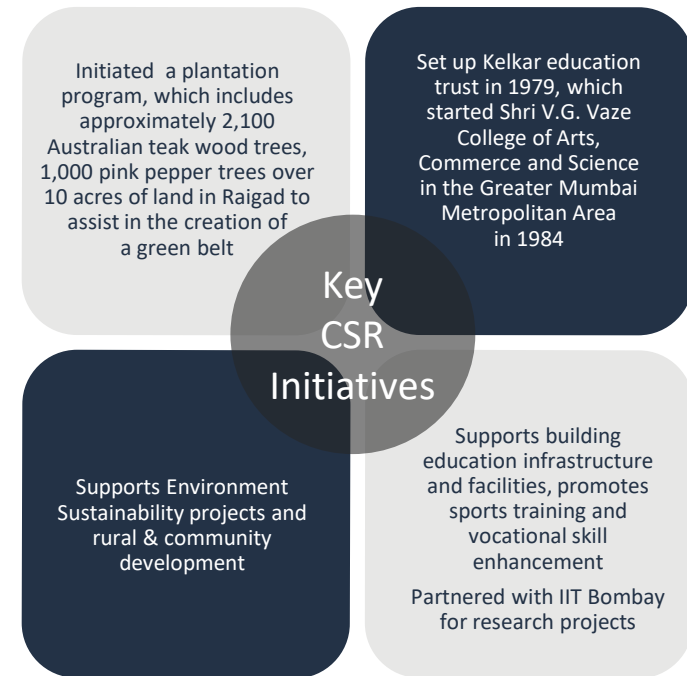 Initiated a plantation
program, which includes
approximately 2,100
Australian teak wood trees,
1,000 pink pepper trees over
10 acres of land in Raigad to
assist in the creation of
a green belt
Set up Kelkar education
trust in 1979, which
started Shri V.G. Vaze
College of Arts,
Commerce and Science
in the Greater Mumbai
Metropolitan Area
in 1984
Key
CSR
Initiatives
Supports Environment
Sustainability projects and
rural & community
development
Supports building
education infrastructure
and facilities, promotes
sports training and
vocational skill
enhancement
Partnered with IIT Bombay
for research projects